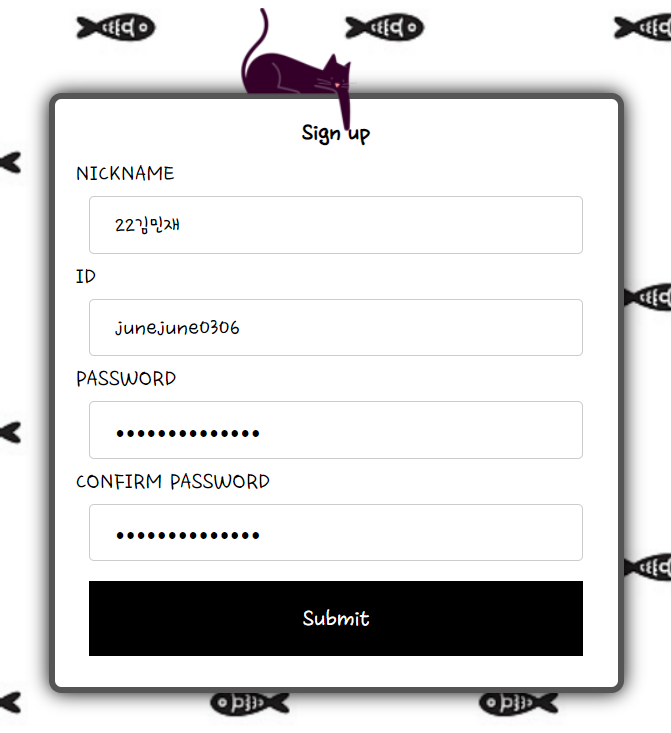 Sign up
NICKNAME
22김민재
ID
junejune0306
PASSWORD
••••••••••••••
CONFIRM PASSWORD
••••••••••••••
Submit